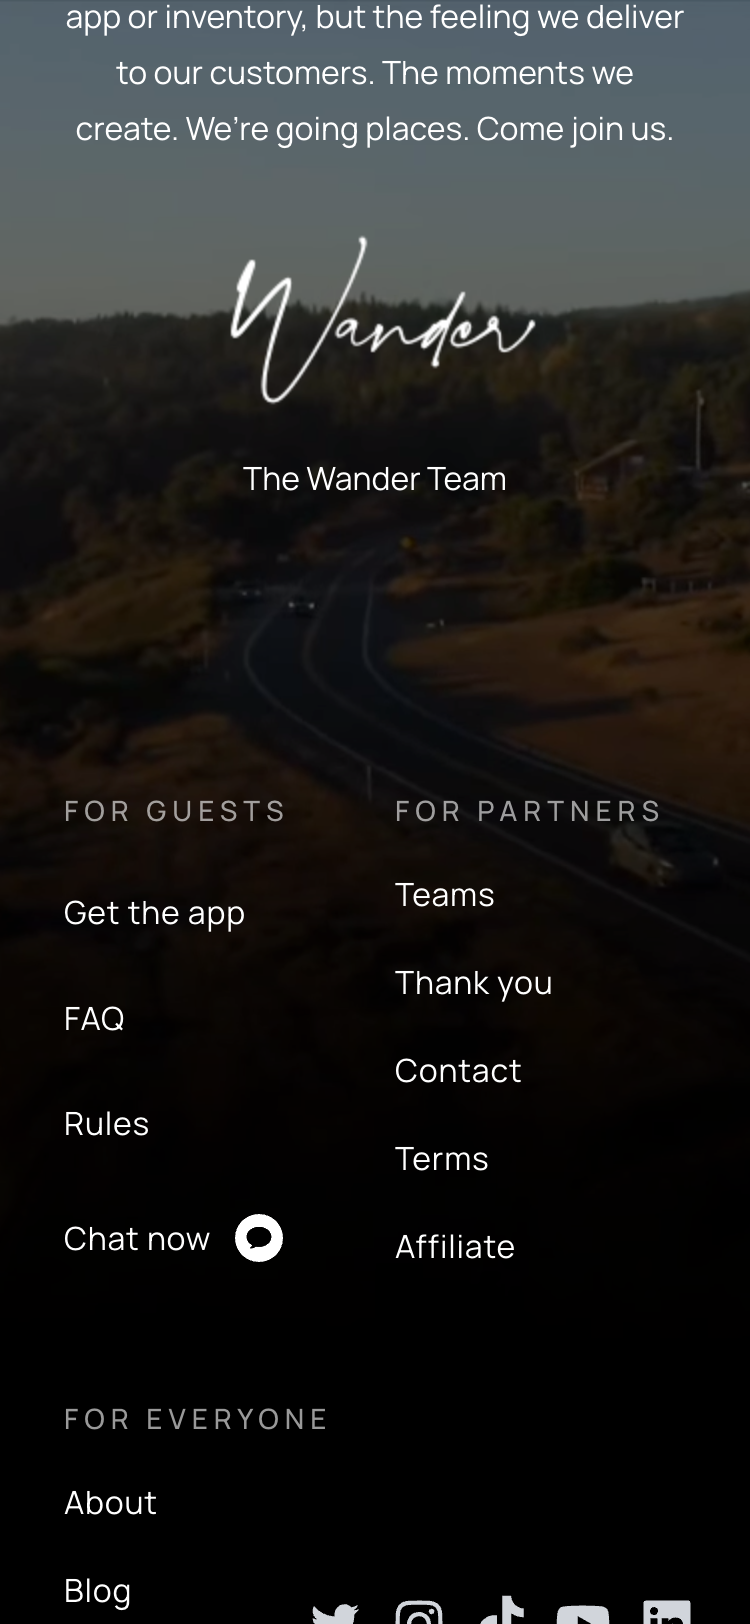 app or inventory, but the feeling we deliver
to our customers. The moments we
create. We’re going places. Come join us.
Wander
The Wander Team
FOR GUESTS
Get the app
FAQ
Rules
Chat now
FOR PARTNERS
Teams
Thank you
Contact
Terms
Affiliate
FOR EVERYONE
About
Blog